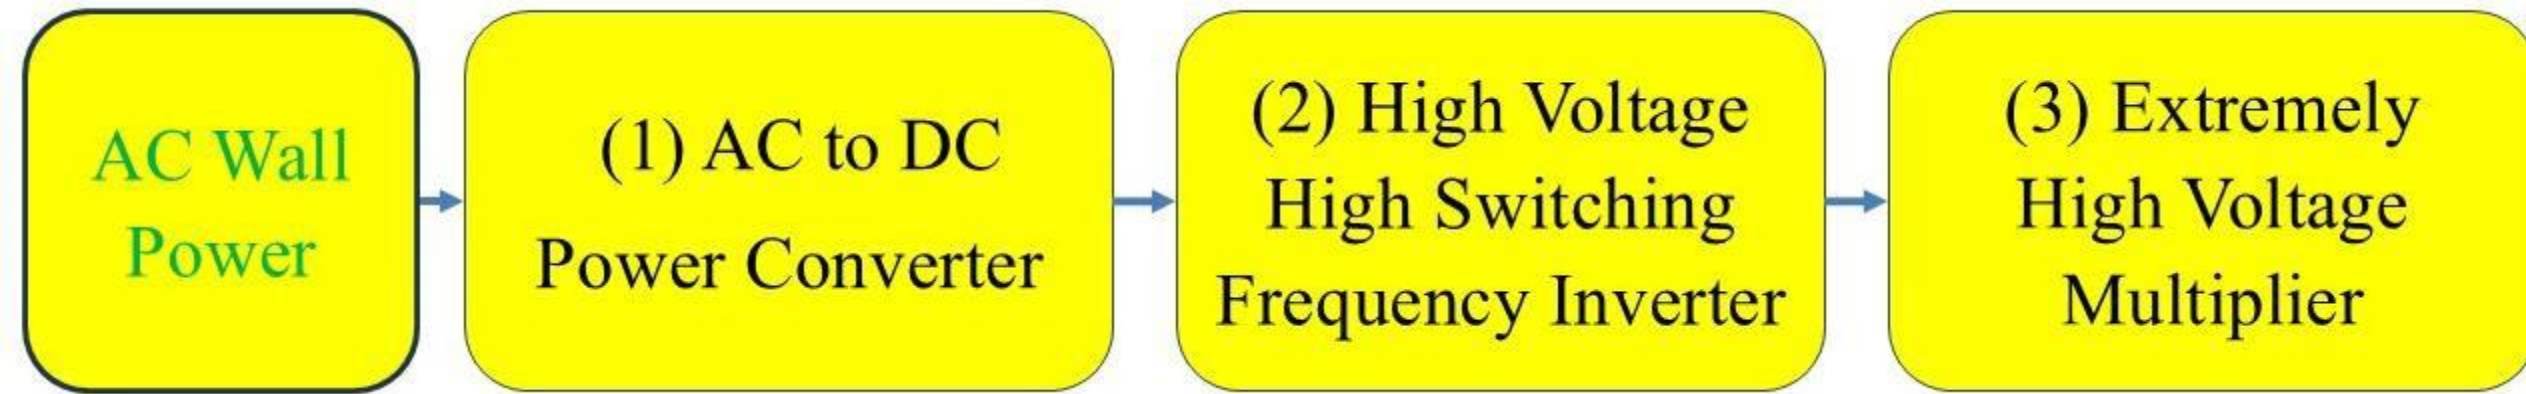 AC Wall
Power
(1) AC to DC
Power Converter
(2) High Voltage
High Switching
Frequency Inverter
(3) Extremely
High Voltage
Multiplier